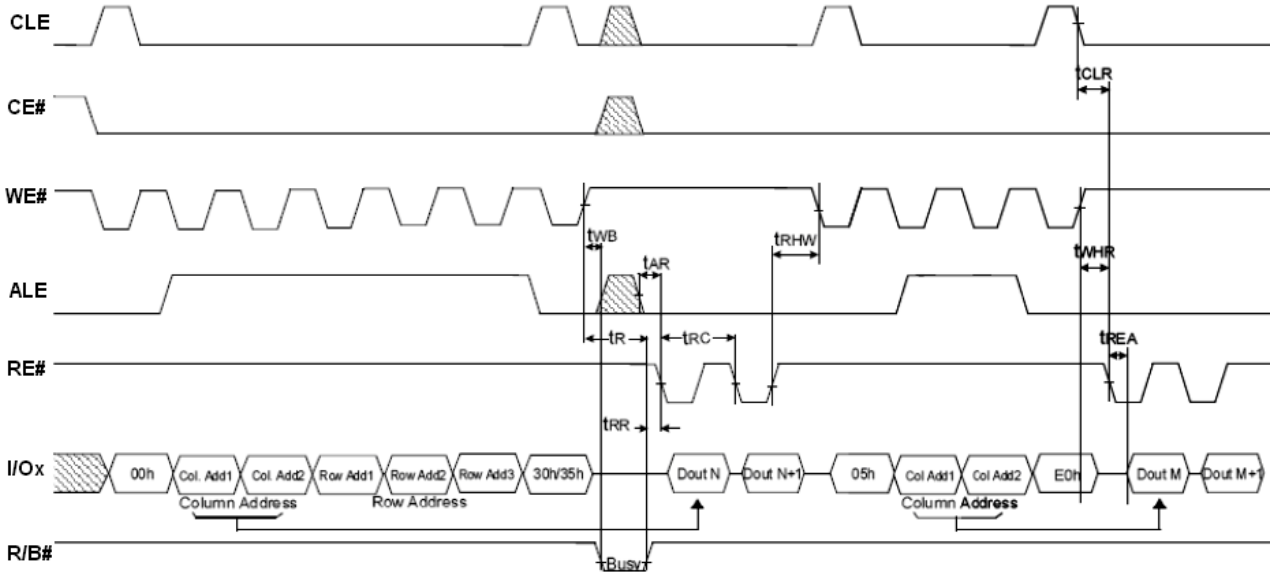 CLE
tCLR
CE#
WE#
tWB
tRHW
tWHR
tAR
ALE
tR
tRC
tREA
RE#
tRR
I/Ox
00h Col. Add1 Col. Add2 Row Add1 Row Add2 Row Add3 30h/35h Dout N Dout N+1 05h Col Add1 Col Add2 E0h Dout M Dout M+1
Column Address Row Address Column Address
R/B#
Busy